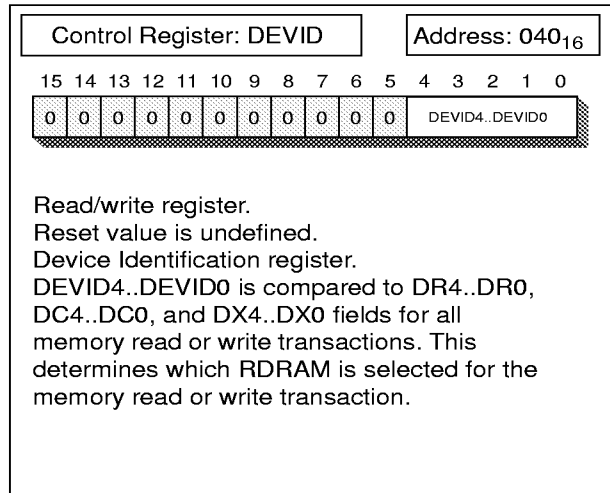 Control Register: DEVID Address: 040₁₆
15 14 13 12 11 10 9 8 7 6 5 4 3 2 1 0
0 0 0 0 0 0 0 0 0 0 0 DEVID4..DEVID0
Read/write register.
Reset value is undefined.
Device Identification register.
DEVID4..DEVID0 is compared to DR4..DR0,
DC4..DC0, and DX4..DX0 fields for all
memory read or write transactions. This
determines which RDRAM is selected for the
memory read or write transaction.